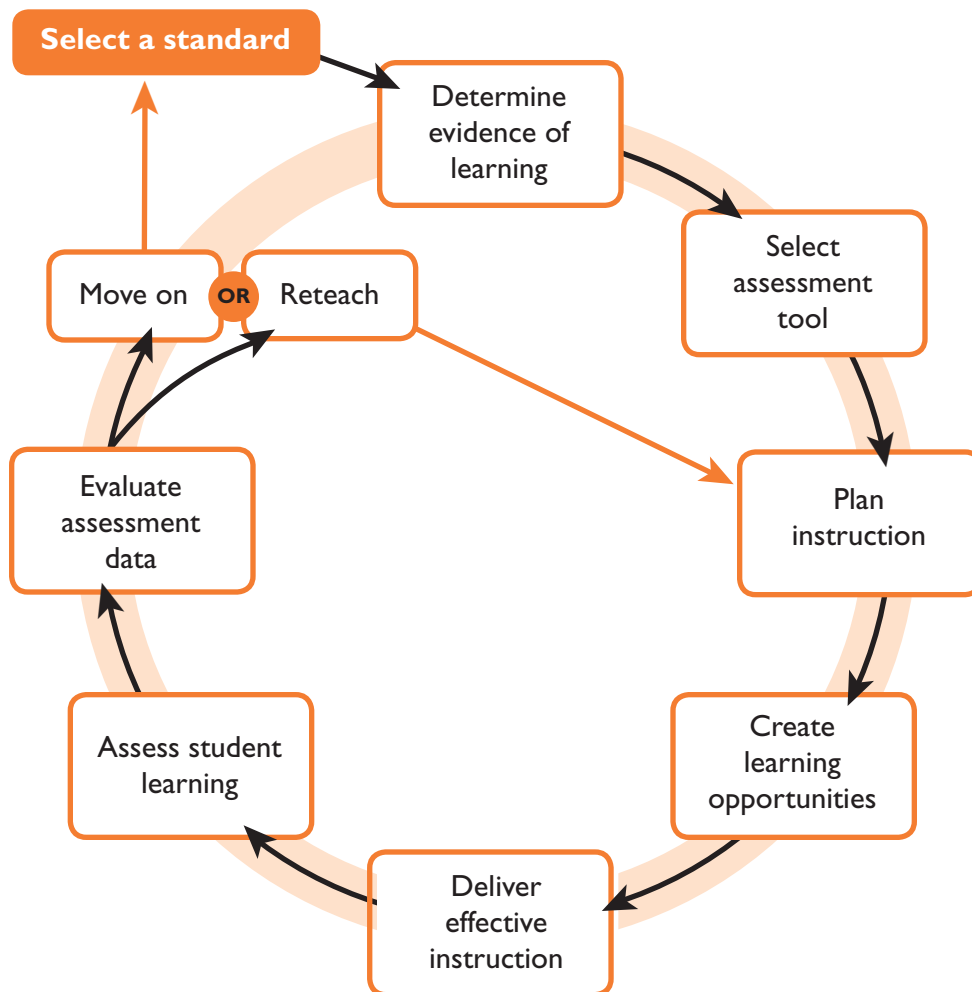 Select a standard
Determine
evidence of
learning
Select
assessment
tool
Plan
instruction
Create
learning
opportunities
Deliver
effective
instruction
Assess student
learning
Evaluate
assessment
data
Move on
OR
Reteach